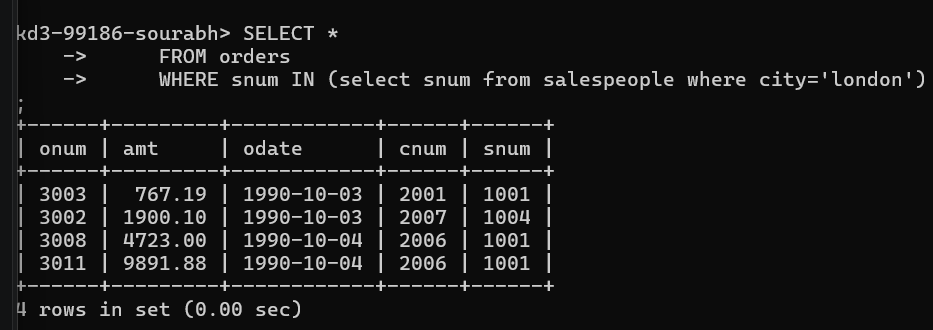 kd3-99186-sourabh> SELECT *
    ->      FROM orders
    ->      WHERE snum IN (select snum from salespeople where city='london')
;
+------+---------+------------+------+------+
| onum | amt     | odate      | cnum | snum |
+------+---------+------------+------+------+
| 3003 |  767.19 | 1990-10-03 | 2001 | 1001 |
| 3002 | 1900.10 | 1990-10-03 | 2007 | 1004 |
| 3008 | 4723.00 | 1990-10-04 | 2006 | 1001 |
| 3011 | 9891.88 | 1990-10-04 | 2006 | 1001 |
+------+---------+------------+------+------+
4 rows in set (0.00 sec)